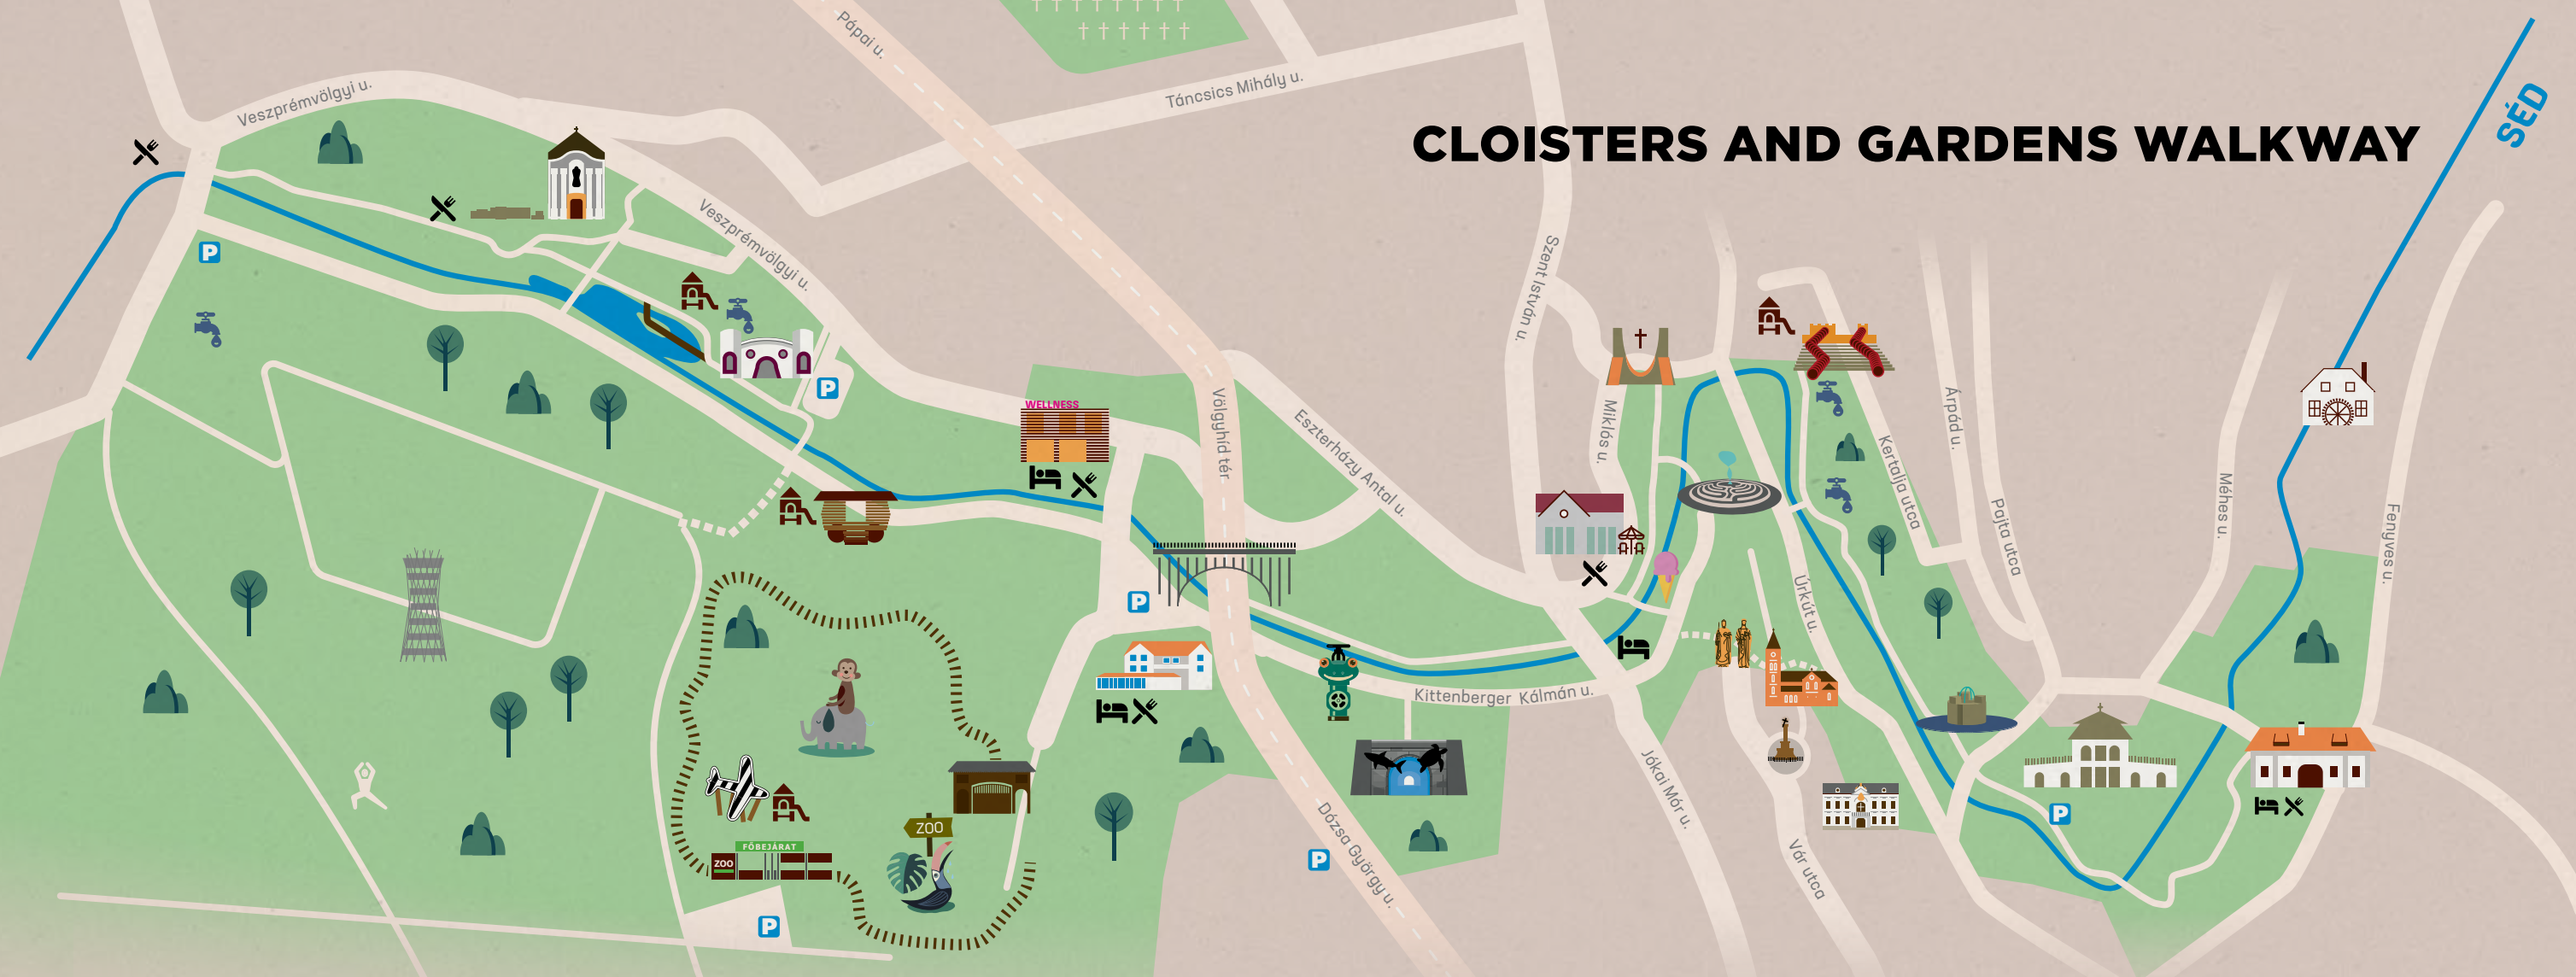 CLOISTERS AND GARDENS WALKWAY
SÉD
Pápai u.
Táncsics Mihály u.
Veszprémvölgyi u.
Veszprémvölgyi u.
P
P
WELLNESS
Völgyhíd tér
Eszterházy Antal u.
Szent István u.
Miklós u.
Kertalja utca
Árpád u.
Pajta utca
Méhes u.
Fenyves u.
Úrkút u.
P
Kittenberger Kálmán u.
Jókai Mór u.
Vár utca
Dózsa György u.
P
P
ZOO
FŐBEJÁRAT
ZOO
P